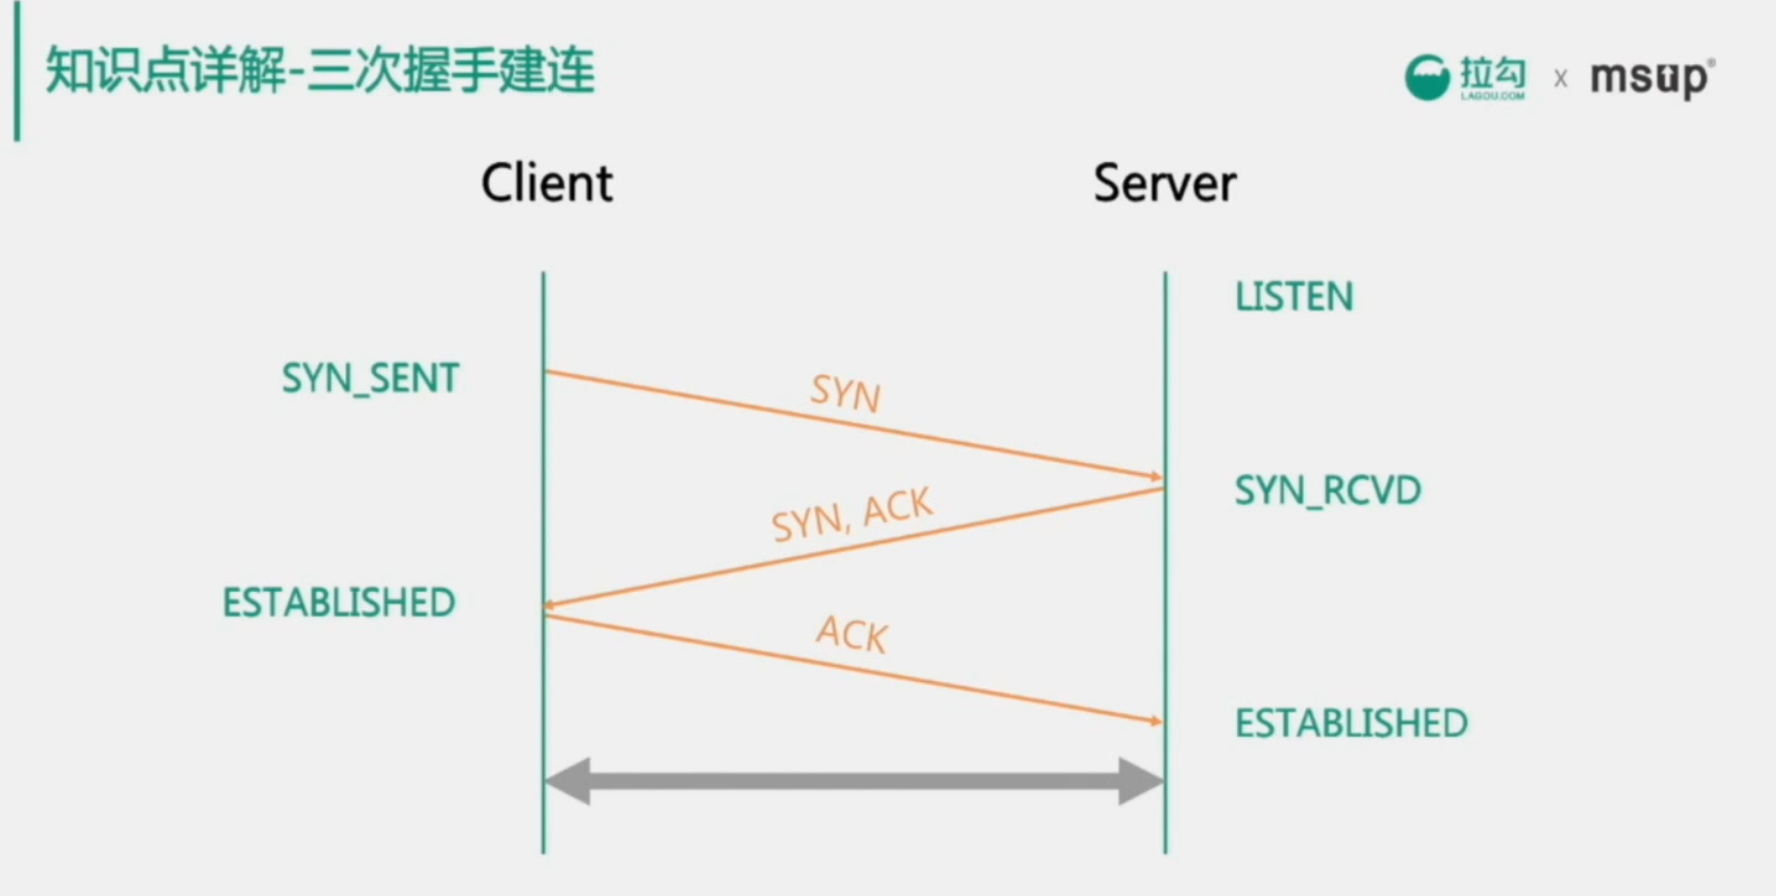 知识点详解-三次握手建连
拉勾 x msup®
LAGOU.COM
Client Server
LISTEN
SYN_SENT
SYN
SYN_RCVD
SYN, ACK
ESTABLISHED
ACK
ESTABLISHED